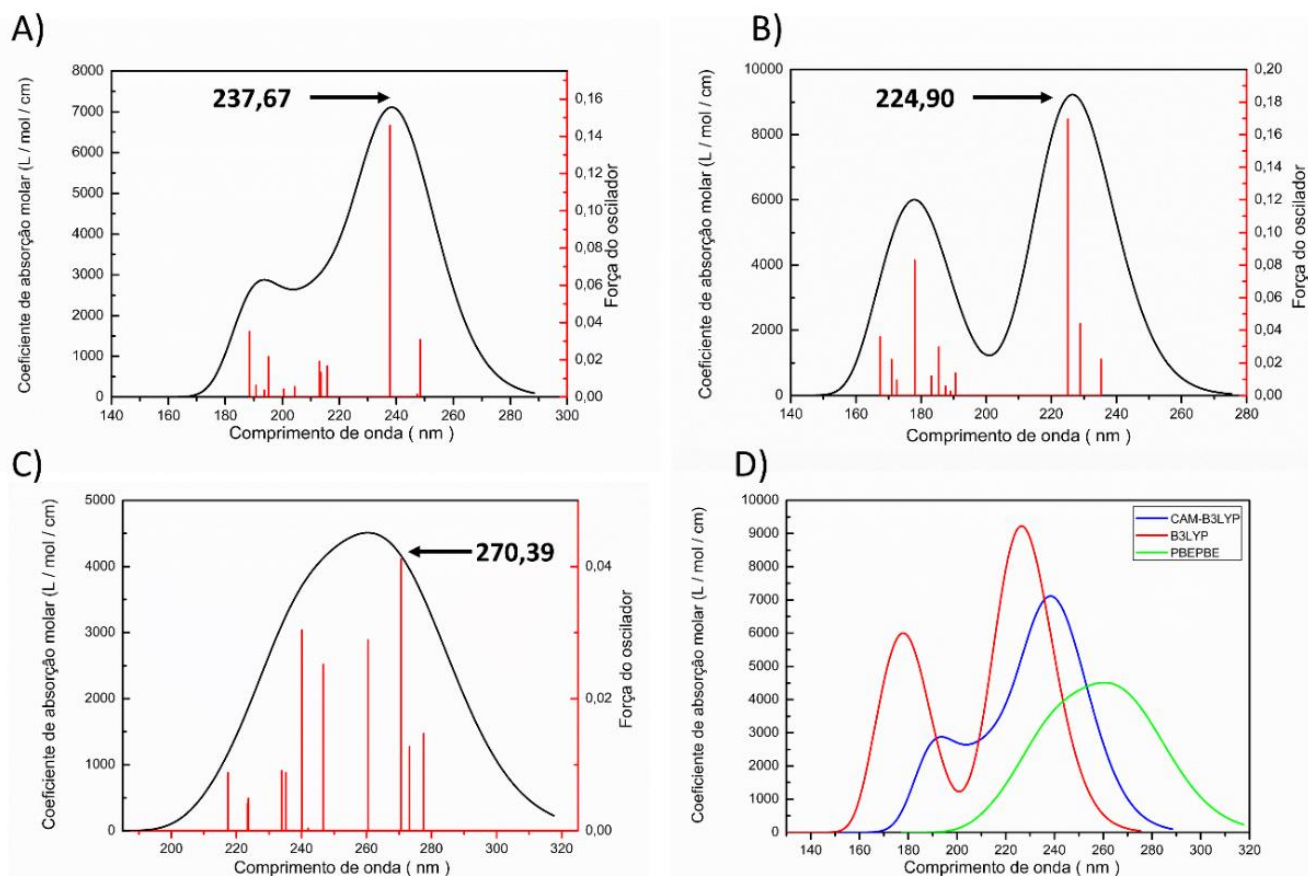 A)
Coeficiente de absorção molar (L / mol / cm)
8000
7000
6000
5000
4000
3000
2000
1000
0
237,67
0,16
0,14
0,12
0,10
0,08
0,06
0,04
0,02
0,00
Força do oscilador
140 160 180 200 220 240 260 280 300
Comprimento de onda ( nm )
B)
Coeficiente de absorção molar (L / mol / cm)
10000
8000
6000
4000
2000
0
224,90
0,20
0,18
0,16
0,14
0,12
0,10
0,08
0,06
0,04
0,02
0,00
Força do oscilador
140 160 180 200 220 240 260 280
Comprimento de onda ( nm )
C)
Coeficiente de absorção molar (L / mol / cm)
5000
4000
3000
2000
1000
0
270,39
0,04
0,02
0,00
Força do oscilador
200 220 240 260 280 300 320
Comprimento de onda ( nm )
D)
Coeficiente de absorção molar (L / mol / cm)
10000
9000
8000
7000
6000
5000
4000
3000
2000
1000
0
CAM-B3LYP
B3LYP
PBEPBE
130 140 160 180 200 220 240 260 280 300 320
Comprimento de onda ( nm )